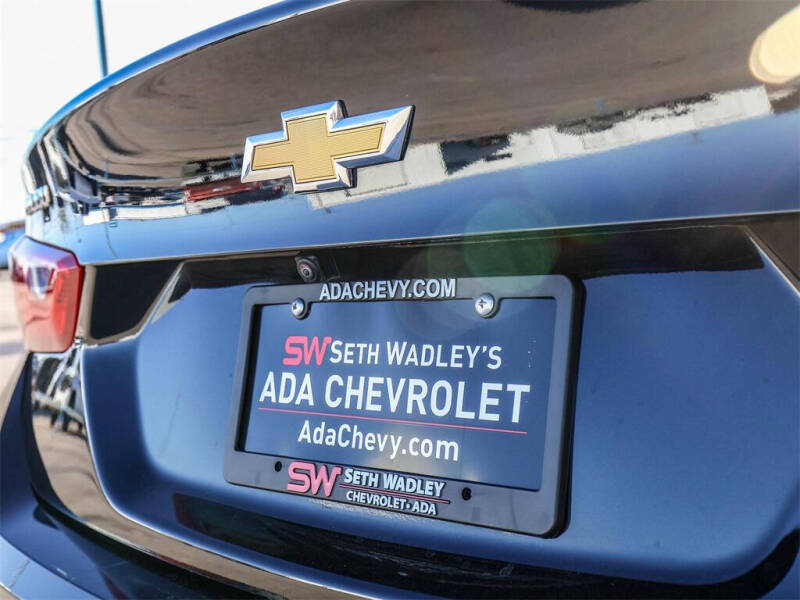 ADACHEVY.COM
SW SETH WADLEY'S
ADA CHEVROLET
AdaChevy.com
SW SETH WADLEY
CHEVROLET • ADA